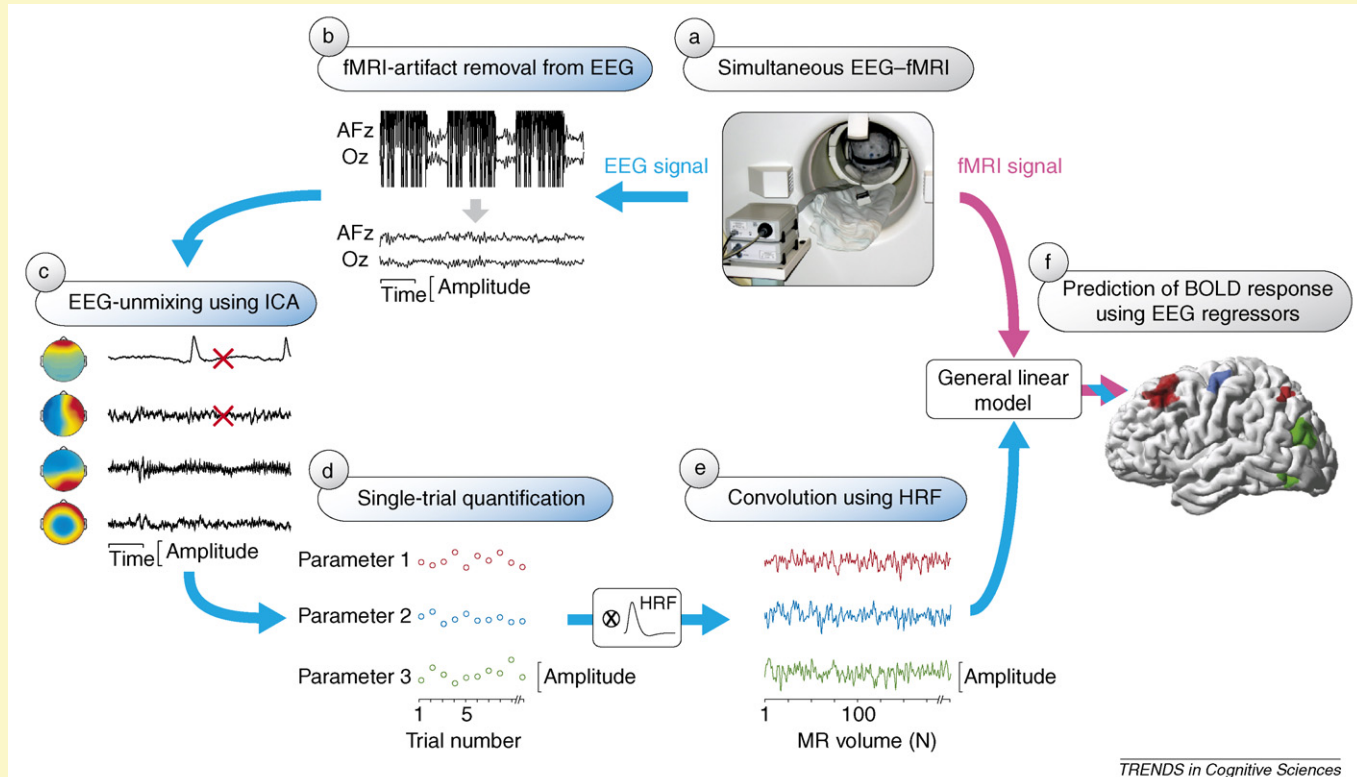 b
fMRI-artifact removal from EEG
a
Simultaneous EEG–fMRI
AFz
Oz
EEG signal
fMRI signal
AFz
Oz
Time
Amplitude
c
EEG-unmixing using ICA
f
Prediction of BOLD response
using EEG regressors
General linear
model
Time
Amplitude
d
Single-trial quantification
e
Convolution using HRF
Parameter 1
Parameter 2
HRF
Parameter 3
Amplitude
Amplitude
1 5
Trial number
1 100
MR volume (N)
TRENDS in Cognitive Sciences